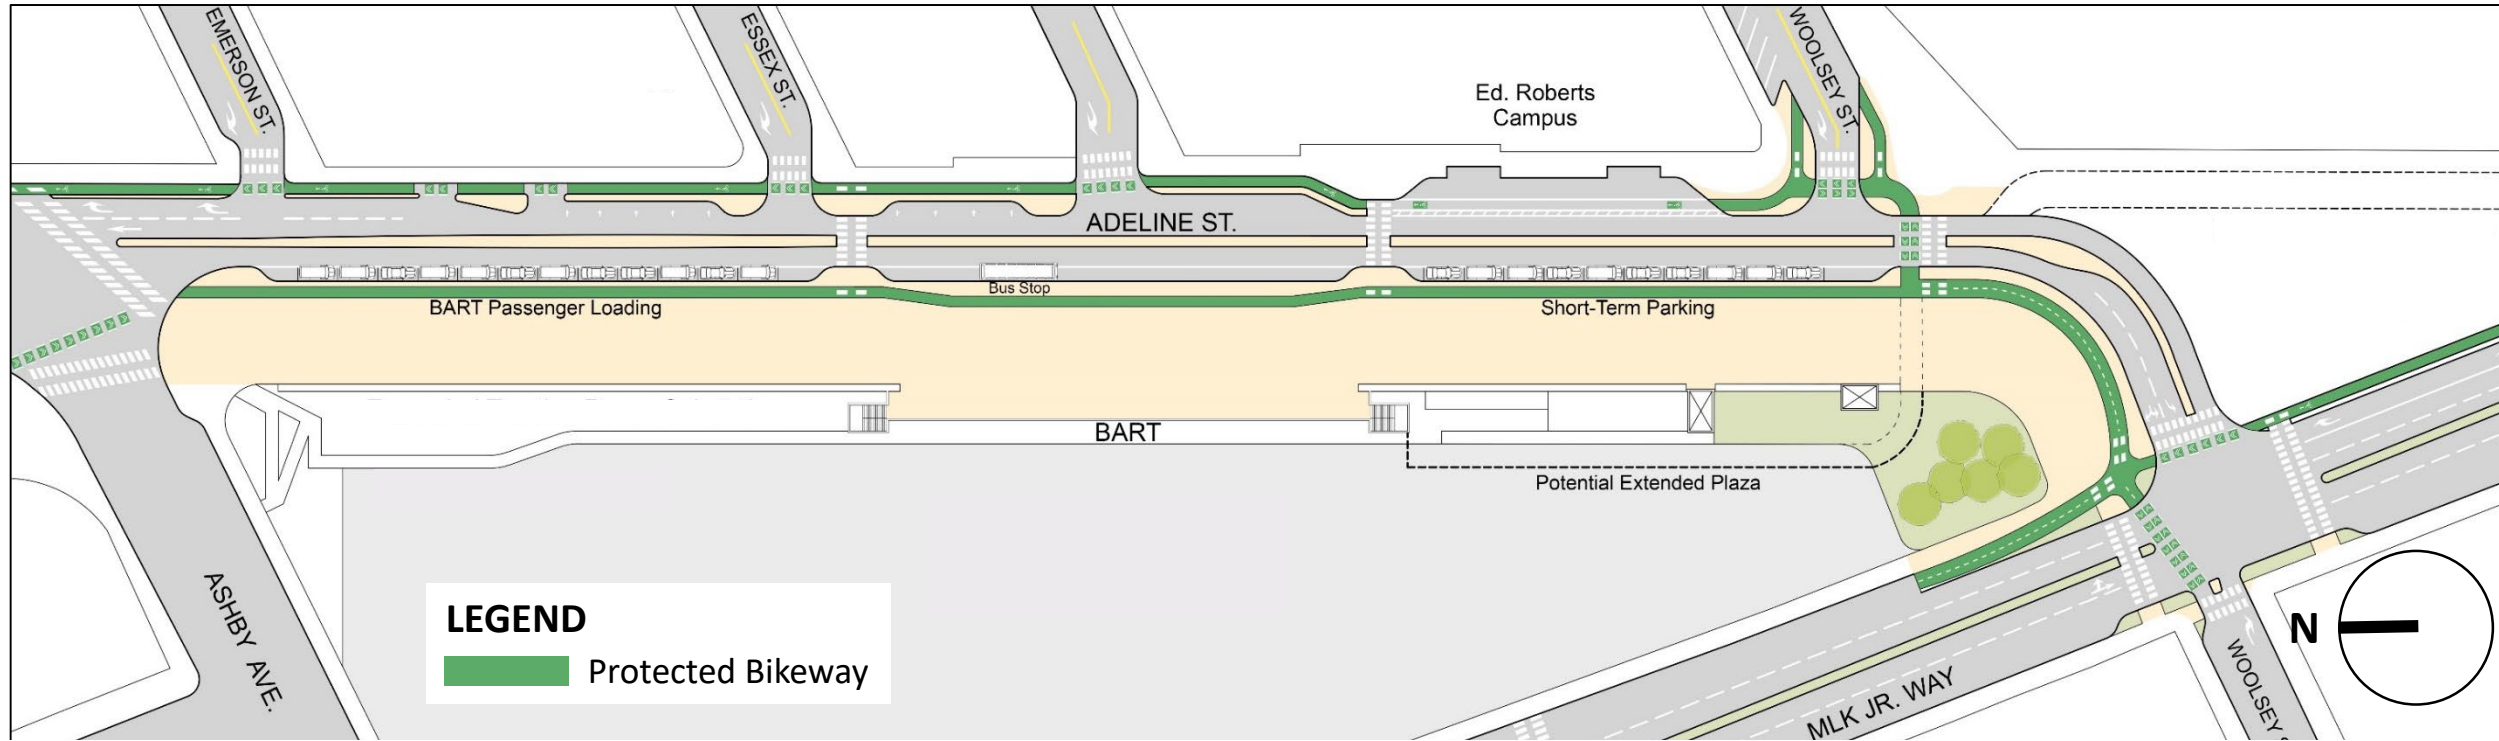 EMERSON ST.
ESSEX ST.
WOOLSEY ST.
Ed. Roberts
Campus
ADELINE ST.
Bus Stop
BART Passenger Loading
Short-Term Parking
BART
Potential Extended Plaza
ASHBY AVE.
LEGEND
Protected Bikeway
MLK JR. WAY
WOOLSEY
N